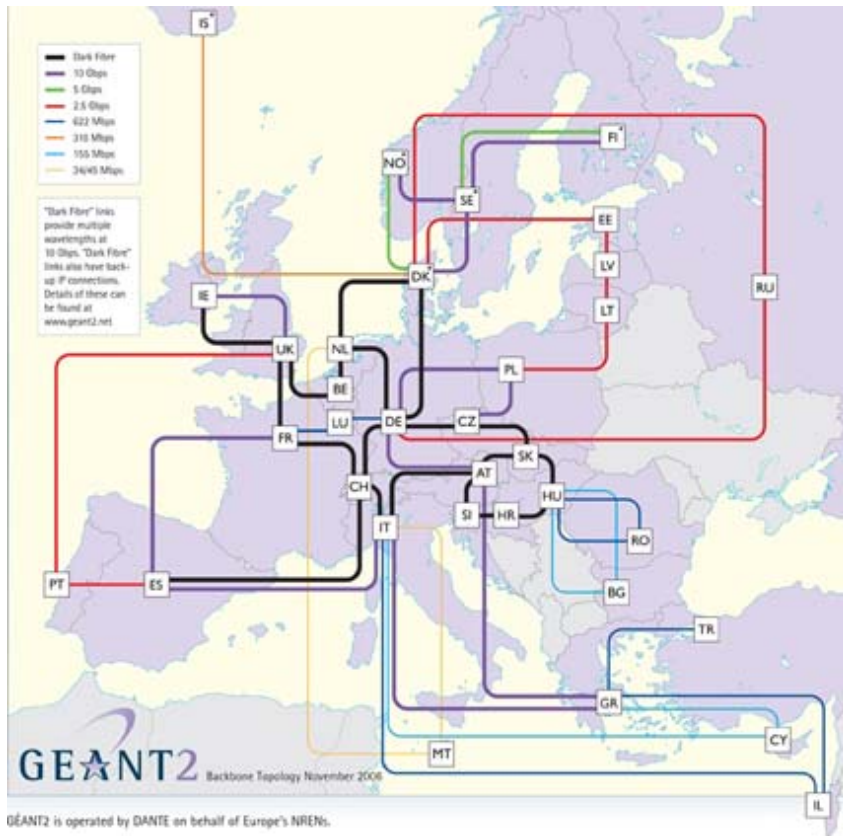 IS*
Dark Fibre
10 Gbps
5 Gbps
2.5 Gbps
622 Mbps
310 Mbps
155 Mbps
34/45 Mbps
"Dark Fibre" links
provide multiple
wavelengths at
10 Gbps. "Dark Fibre"
links also have back-
up IP connections.
Details of these can
be found at
www.geant2.net
NO*
FI*
SE*
EE
DK*
LV
RU
IE
LT
UK
NL
PL
BE
LU
DE
CZ
FR
SK
AT
CH
HU
IT
SI
HR
RO
PT
ES
BG
TR
GR
CY
MT
GEANT2 Backbone Topology November 2006
IL
GÉANT2 is operated by DANTE on behalf of Europe's NRENs.